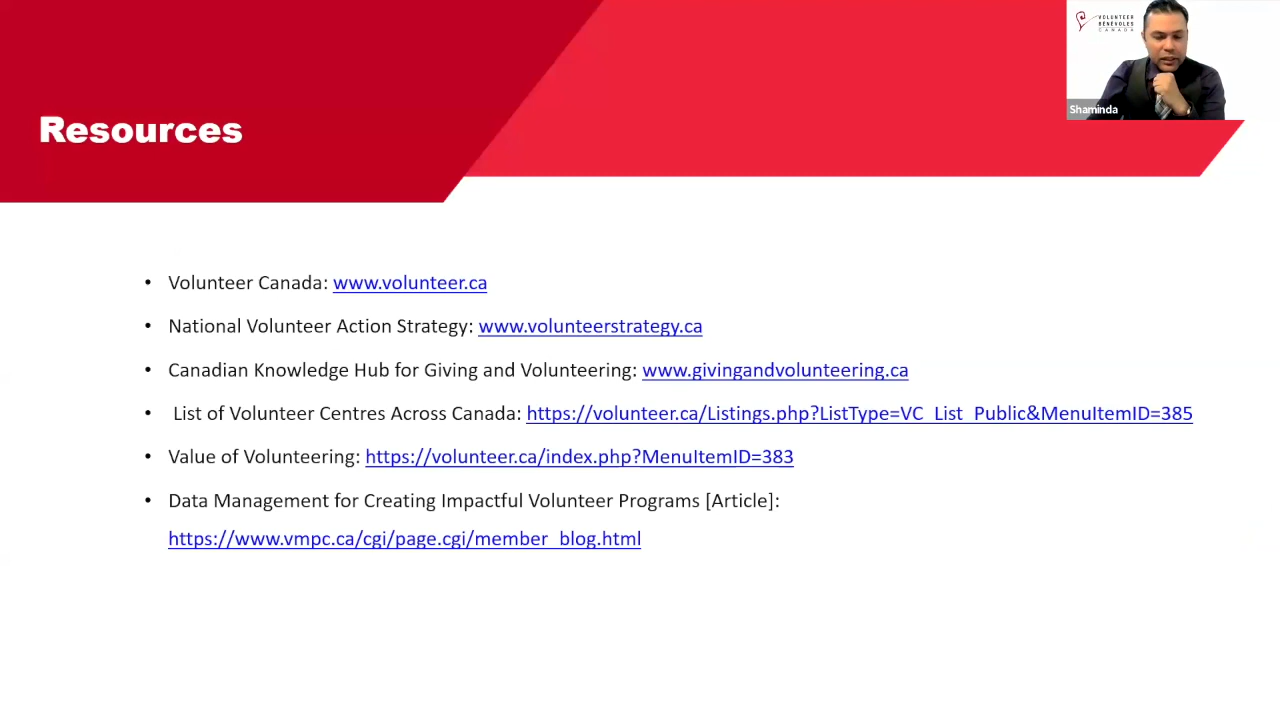 VOLUNTEER
BÉNÉVOLES
CANADA
Shaminda
Resources
• Volunteer Canada: www.volunteer.ca
• National Volunteer Action Strategy: www.volunteerstrategy.ca
• Canadian Knowledge Hub for Giving and Volunteering: www.givingandvolunteering.ca
• List of Volunteer Centres Across Canada: https://volunteer.ca/Listings.php?ListType=VC_List_Public&MenuItemID=385
• Value of Volunteering: https://volunteer.ca/index.php?MenuItemID=383
• Data Management for Creating Impactful Volunteer Programs [Article]:
https://www.vmpc.ca/cgi/page.cgi/member_blog.html